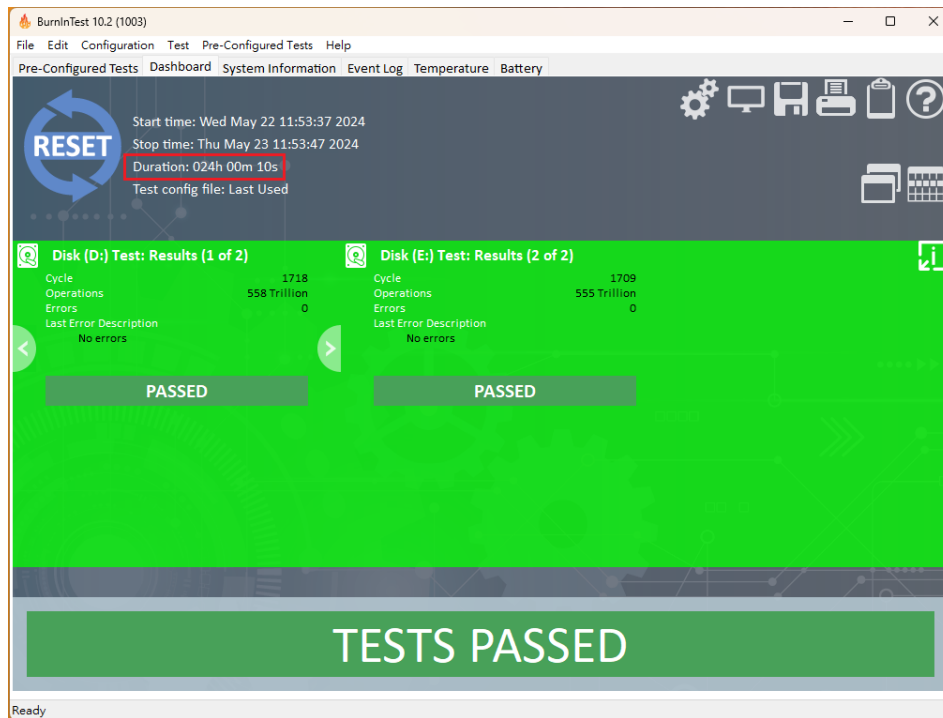 BurnInTest 10.2 (1003)
File Edit Configuration Test Pre-Configured Tests Help
Pre-Configured Tests Dashboard System Information Event Log Temperature Battery
RESET
Start time: Wed May 22 11:53:37 2024
Stop time: Thu May 23 11:53:47 2024
Duration: 024h 00m 10s
Test config file: Last Used
Disk (D:) Test: Results (1 of 2)
Cycle 1718
Operations 558 Trillion
Errors 0
Last Error Description
No errors
PASSED
Disk (E:) Test: Results (2 of 2)
Cycle 1709
Operations 555 Trillion
Errors 0
Last Error Description
No errors
PASSED
TESTS PASSED
Ready